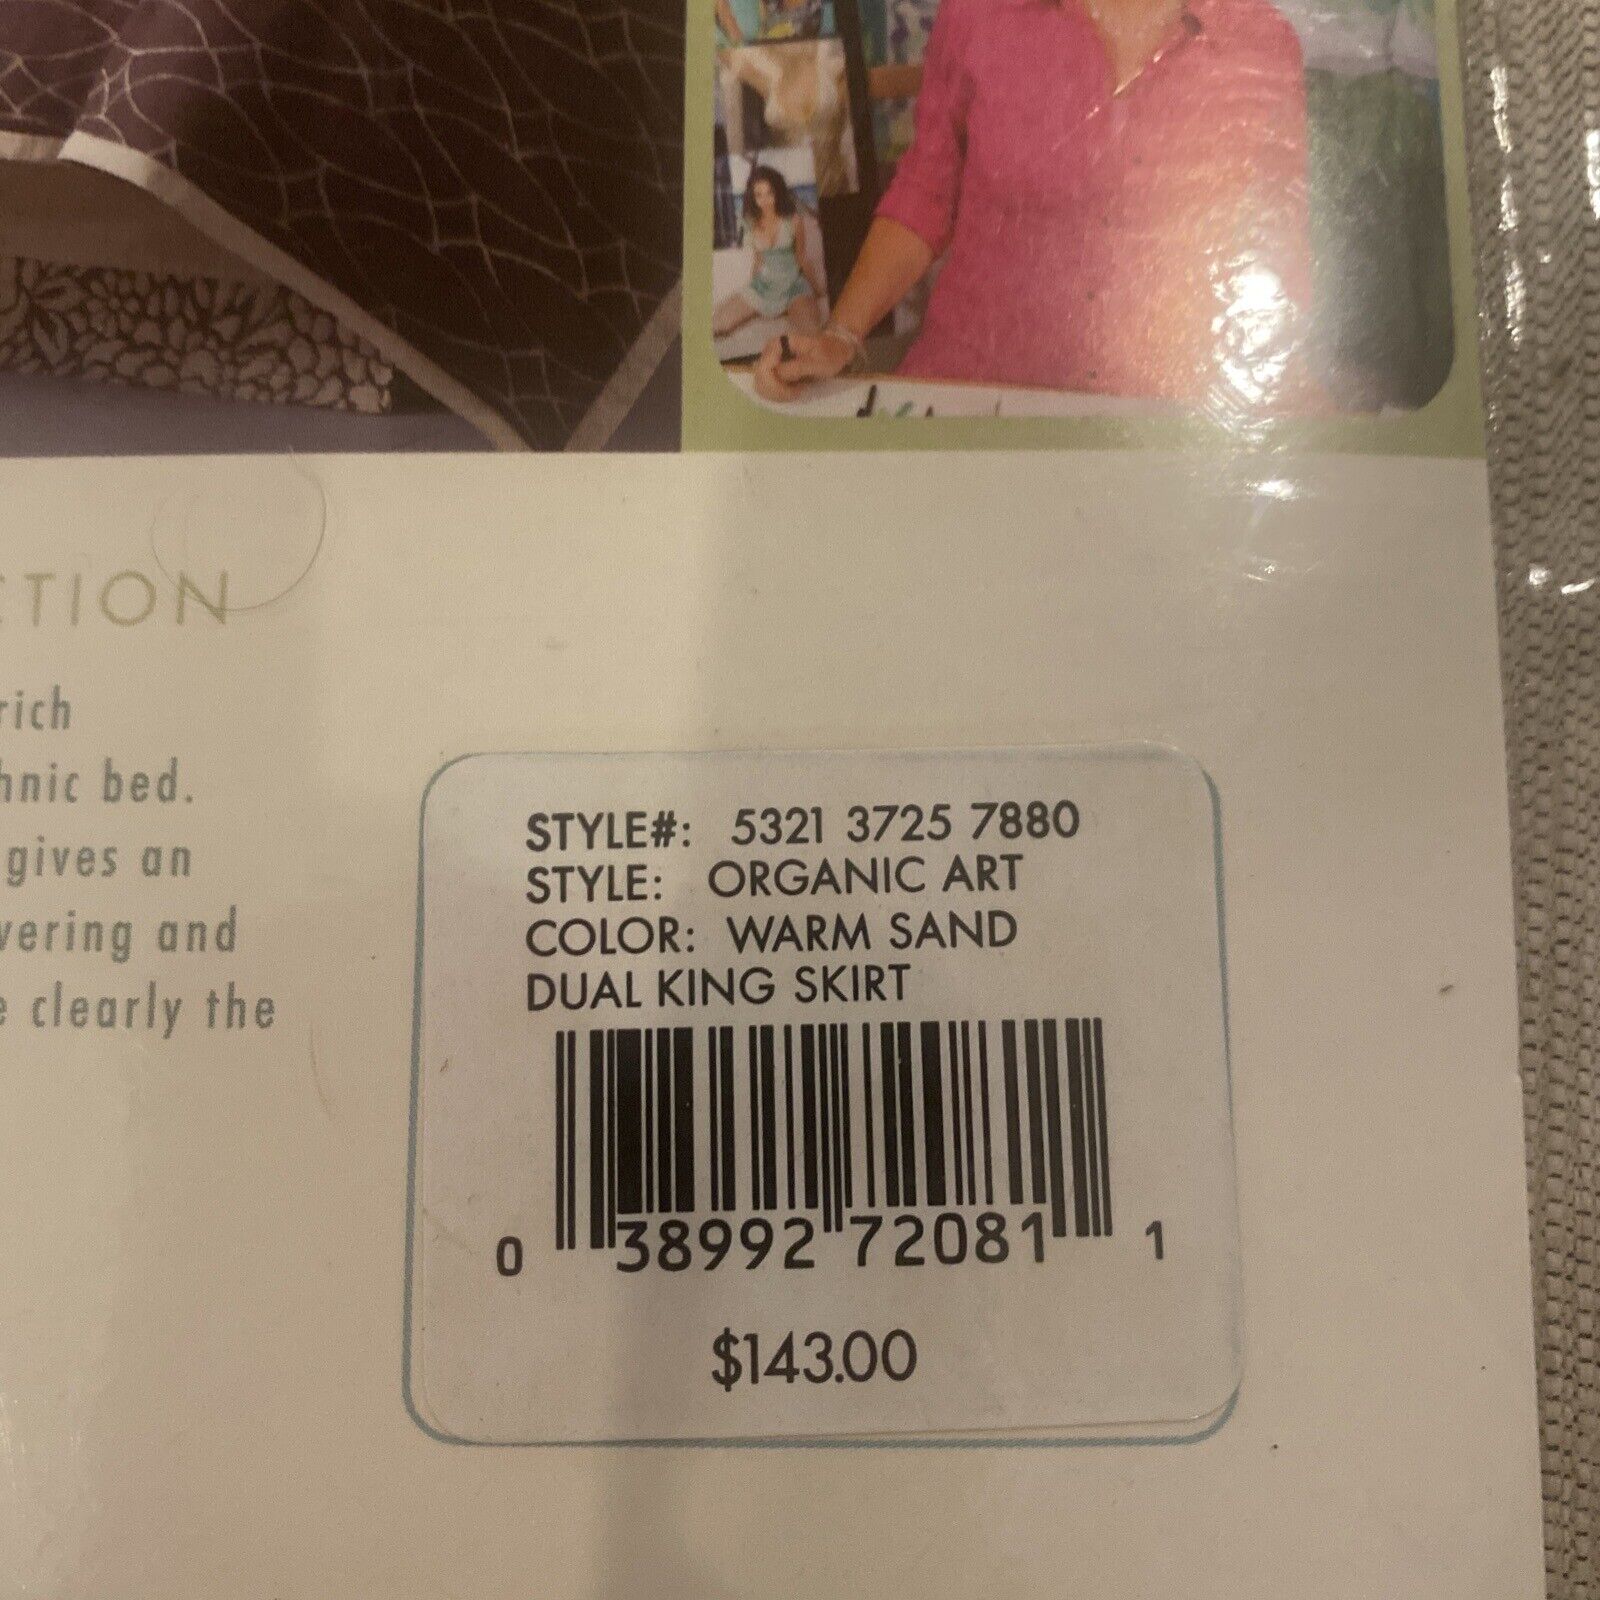 TION
rich
hnic bed.
gives an
vering and
e clearly the
STYLE#: 5321 3725 7880
STYLE: ORGANIC ART
COLOR: WARM SAND
DUAL KING SKIRT
0 38992 72081 1
$143.00